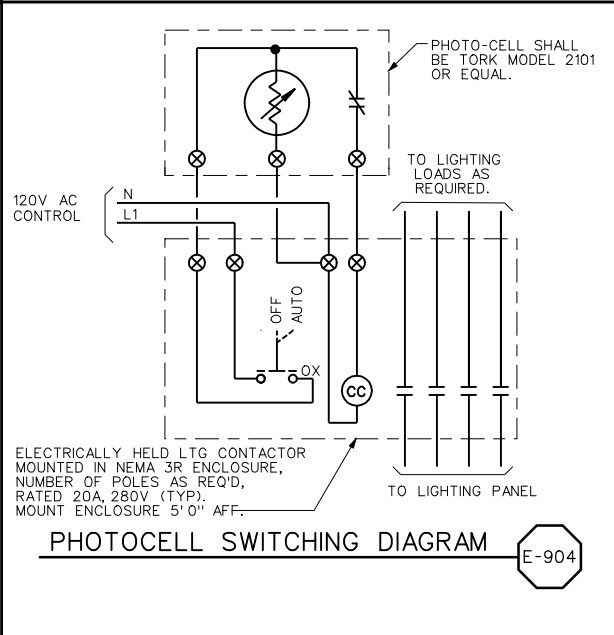 PHOTO-CELL SHALL
BE TORK MODEL 2101
OR EQUAL.
TO LIGHTING
LOADS AS
REQUIRED.
120V AC
CONTROL
N
L1
OFF
AUTO
OX
CC
ELECTRICALLY HELD LTG CONTACTOR
MOUNTED IN NEMA 3R ENCLOSURE,
NUMBER OF POLES AS REQ'D,
RATED 20A, 280V (TYP).
MOUNT ENCLOSURE 5'0" AFF.
TO LIGHTING PANEL
PHOTOCELL SWITCHING DIAGRAM
E-904